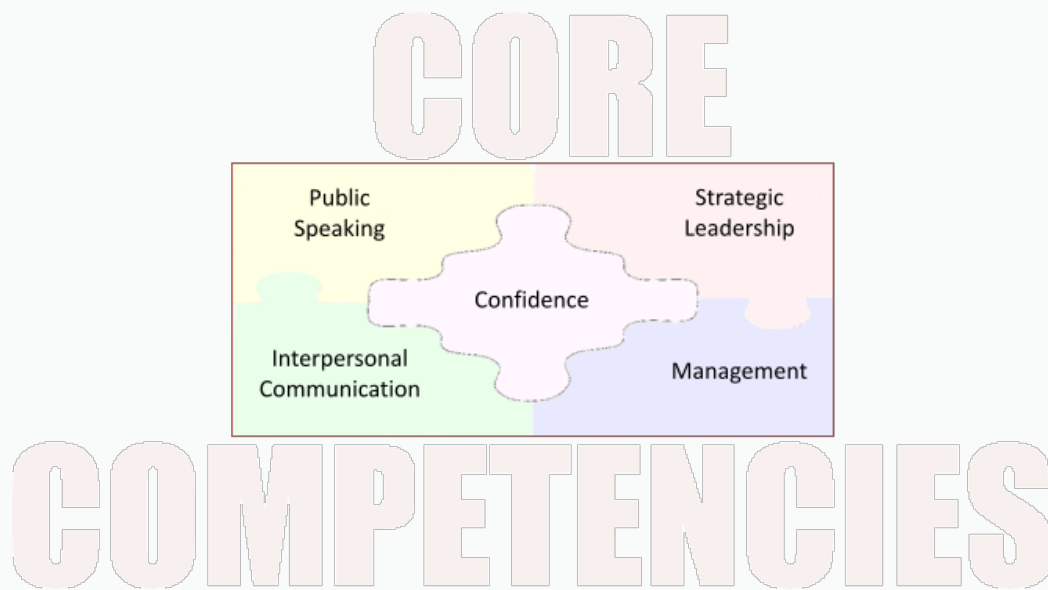 CORE
Public
Speaking
Strategic
Leadership
Confidence
Interpersonal
Communication
Management
COMPETENCIES